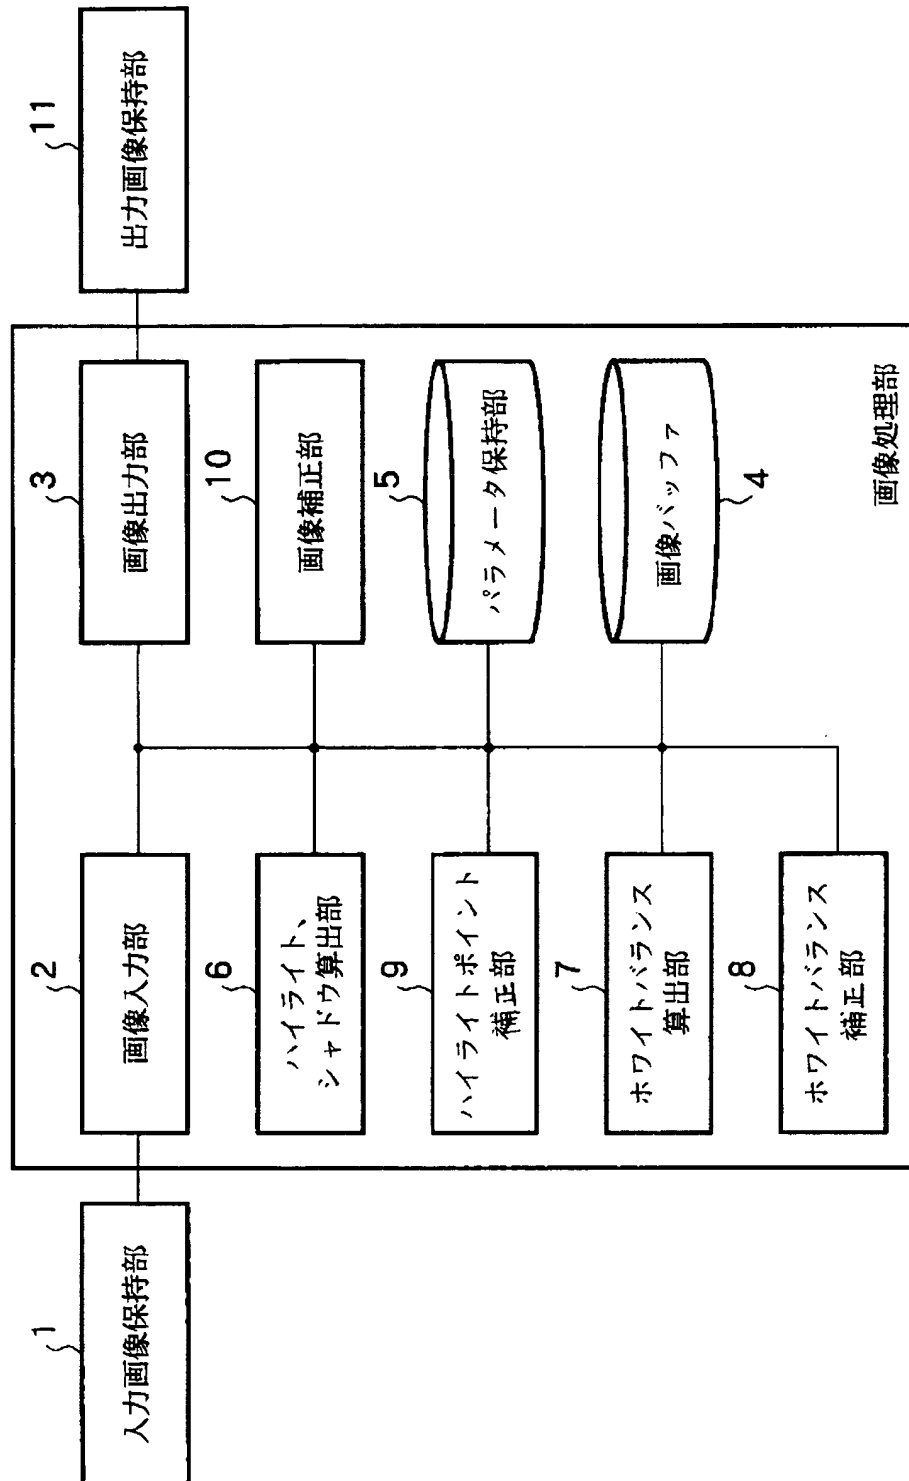 1
入力画像保持部
2
画像入力部
3
画像出力部
11
出力画像保持部
6
ハイライト、
シャドウ算出部
10
画像補正部
9
ハイライトポイント
補正部
5
パラメータ保持部
7
ホワイトバランス
算出部
4
画像バッファ
8
ホワイトバランス
補正部
画像処理部